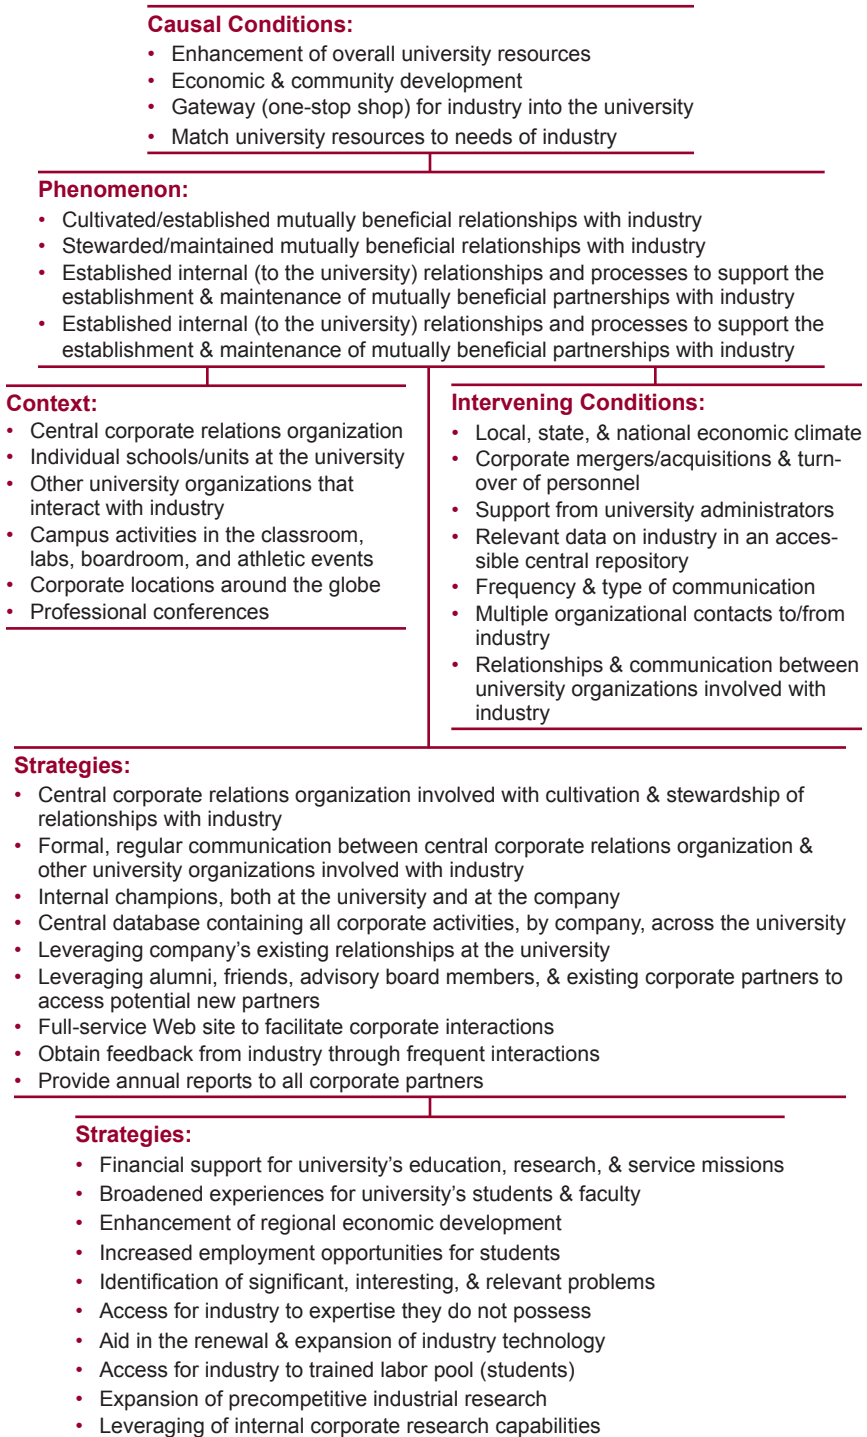 Causal Conditions:
• Enhancement of overall university resources
• Economic & community development
• Gateway (one-stop shop) for industry into the university
• Match university resources to needs of industry
Phenomenon:
• Cultivated/established mutually beneficial relationships with industry
• Stewarded/maintained mutually beneficial relationships with industry
• Established internal (to the university) relationships and processes to support the
establishment & maintenance of mutually beneficial partnerships with industry
• Established internal (to the university) relationships and processes to support the
establishment & maintenance of mutually beneficial partnerships with industry
Context:
• Central corporate relations organization
• Individual schools/units at the university
• Other university organizations that
interact with industry
• Campus activities in the classroom,
labs, boardroom, and athletic events
• Corporate locations around the globe
• Professional conferences
Intervening Conditions:
• Local, state, & national economic climate
• Corporate mergers/acquisitions & turn-
over of personnel
• Support from university administrators
• Relevant data on industry in an acces-
sible central repository
• Frequency & type of communication
• Multiple organizational contacts to/from
industry
• Relationships & communication between
university organizations involved with
industry
Strategies:
• Central corporate relations organization involved with cultivation & stewardship of
relationships with industry
• Formal, regular communication between central corporate relations organization &
other university organizations involved with industry
• Internal champions, both at the university and at the company
• Central database containing all corporate activities, by company, across the university
• Leveraging company's existing relationships at the university
• Leveraging alumni, friends, advisory board members, & existing corporate partners to
access potential new partners
• Full-service Web site to facilitate corporate interactions
• Obtain feedback from industry through frequent interactions
• Provide annual reports to all corporate partners
Strategies:
• Financial support for university's education, research, & service missions
• Broadened experiences for university's students & faculty
• Enhancement of regional economic development
• Increased employment opportunities for students
• Identification of significant, interesting, & relevant problems
• Access for industry to expertise they do not possess
• Aid in the renewal & expansion of industry technology
• Access for industry to trained labor pool (students)
• Expansion of precompetitive industrial research
• Leveraging of internal corporate research capabilities